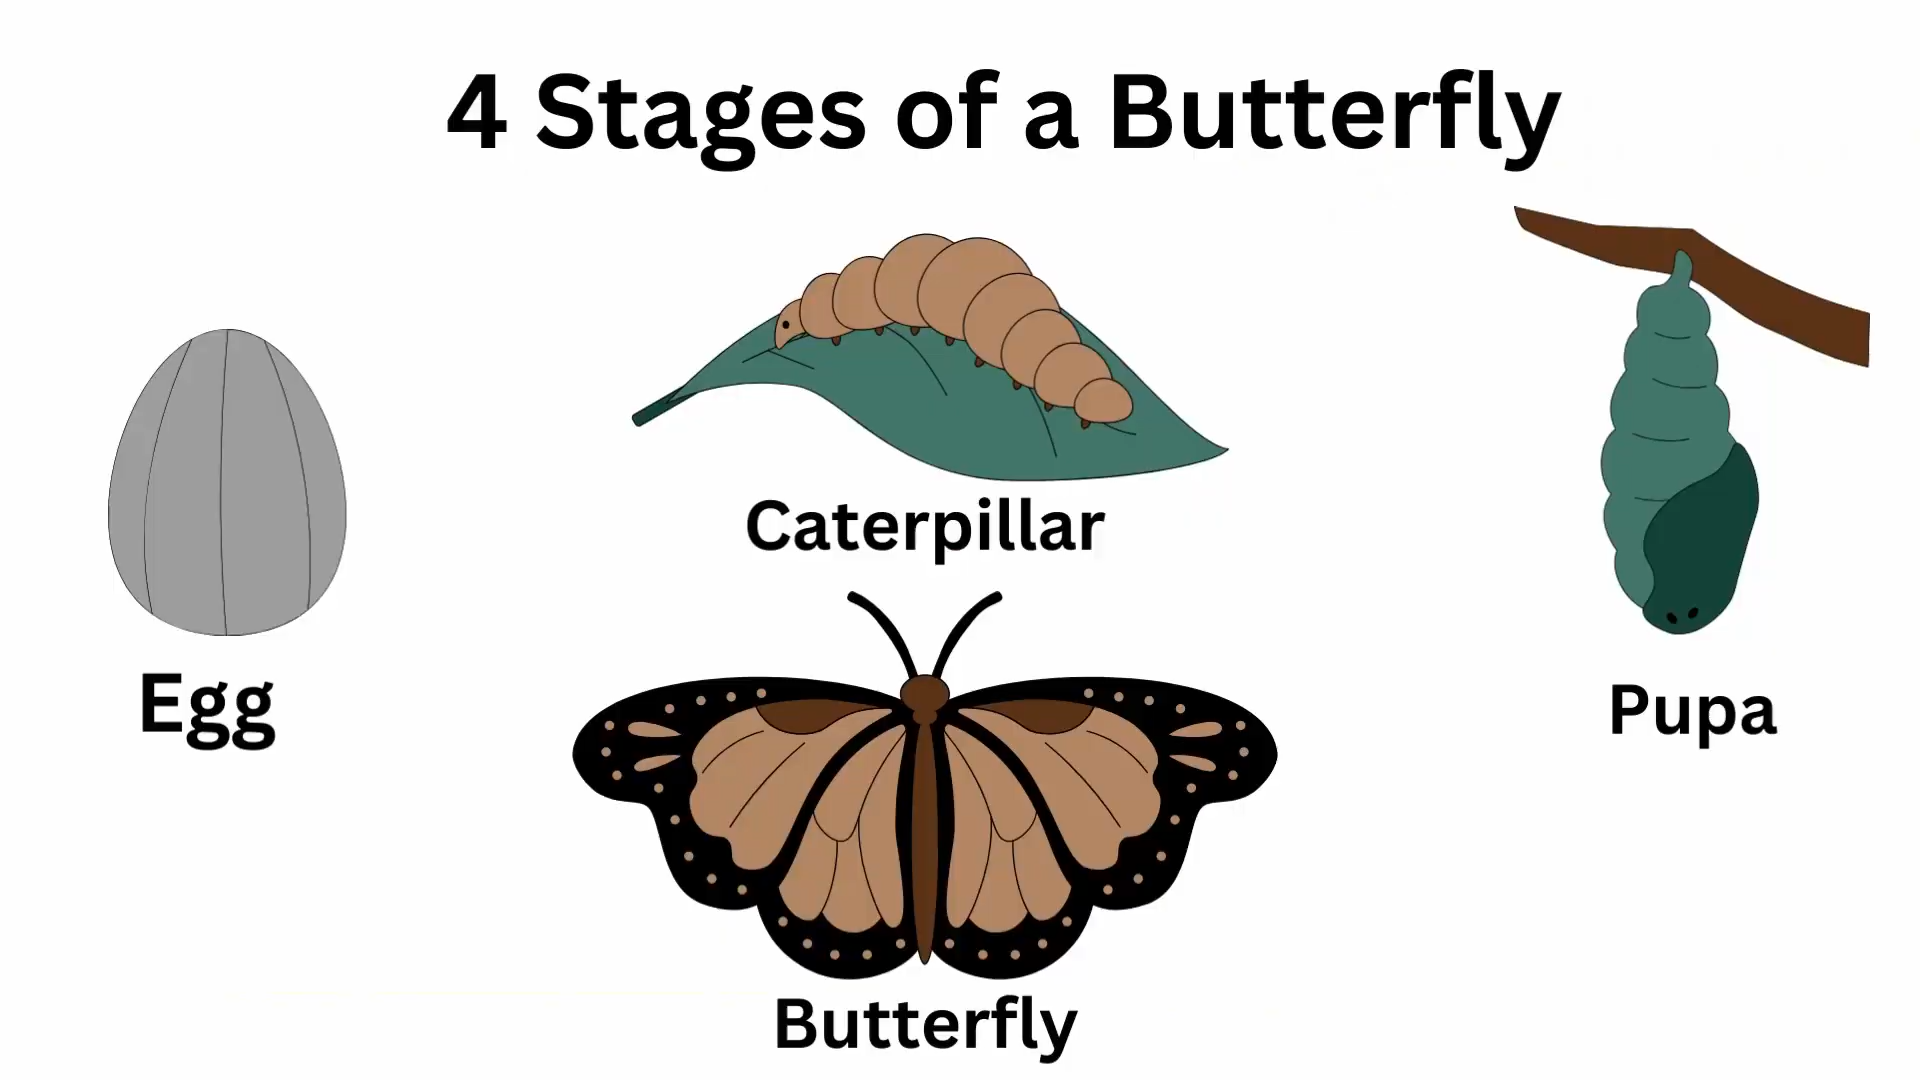 4 Stages of a Butterfly
Caterpillar
Egg
Pupa
Butterfly